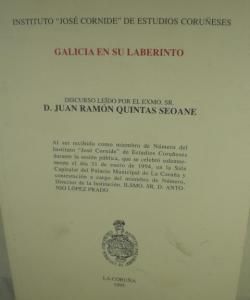 INSTITUTO "JOSÉ CORNIDE" DE ESTUDIOS CORUÑESES
GALICIA EN SU LABERINTO
DISCURSO LEÍDO POR EL EXMO. SR.
D. JUAN RAMÓN QUINTAS SEOANE
Al ser recibido como miembro de Número del
Instituto "José Cornide" de Estudios Coruñeses
durante la sesión pública, que se celebró solemne-
mente el día 31 de enero de 1994, en la Sala
Capitular del Palacio Municipal de La Coruña y
contestación a cargo del miembro de Número,
Director de la Institución, ILSMO. SR. D. ANTO-
NIO LÓPEZ PRADO
LA CORUÑA